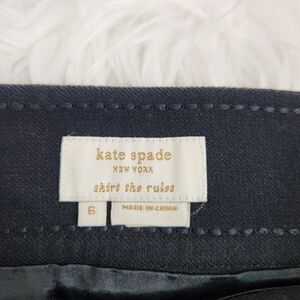 kate spade
NEW YORK
skirt the rules
6
MADE IN CHINA